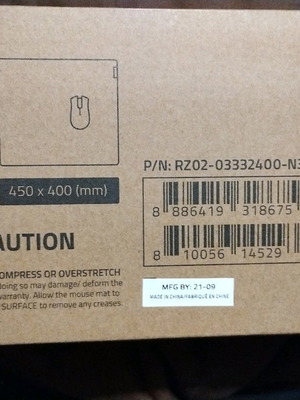 P/N: RZ02-03332400-N3
450 x 400 (mm)
8 886419 318675
8 10056 14529
AUTION
OMPRESS OR OVERSTRETCH
doing so may damage/ deform the
warranty. Allow the mouse mat to
SURFACE to remove any creases
MFG BY: 21-09
MADE IN CHINA/FABRIQUÉ EN CHINE